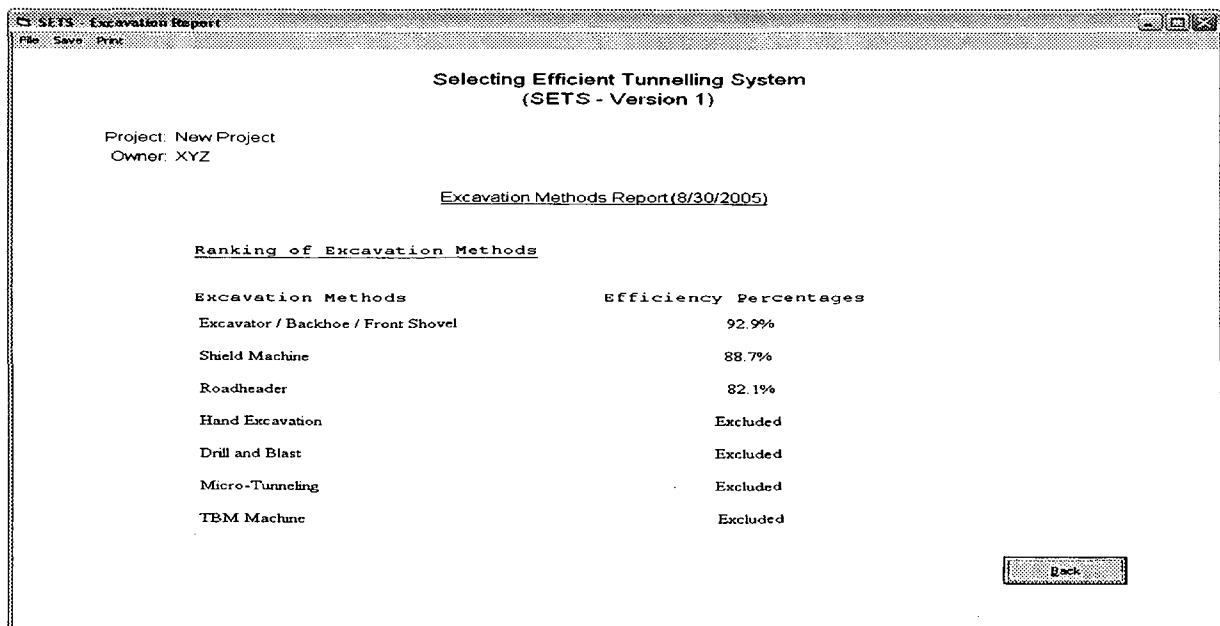 SETS - Excavation Report
File Save Print
Selecting Efficient Tunnelling System
(SETS - Version 1)
Project: New Project
Owner: XYZ
Excavation Methods Report (8/30/2005)
Ranking of Excavation Methods
Excavation Methods Efficiency Percentages
Excavator / Backhoe / Front Shovel 92.9%
Shield Machine 88.7%
Roadheader 82.1%
Hand Excavation Excluded
Drill and Blast Excluded
Micro-Tunneling Excluded
TBM Machine Excluded
Back